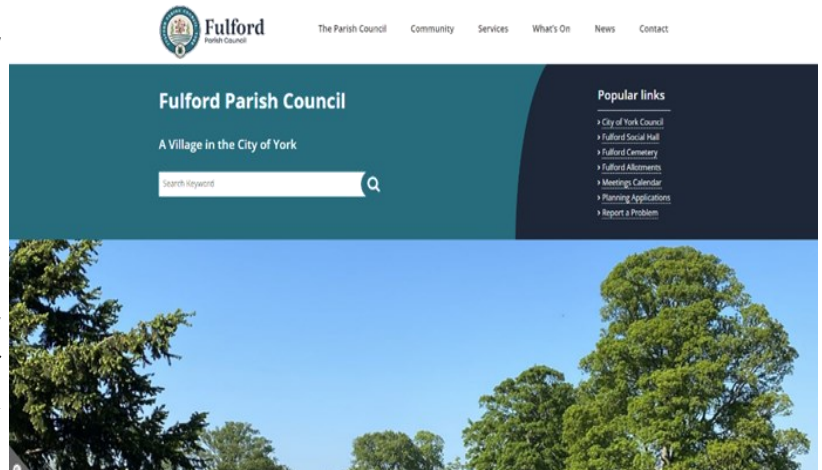 Fulford
Parish Council
The Parish Council Community Services What's On News Contact
Fulford Parish Council
A Village in the City of York
Search Keyword
Popular links
› City of York Council
› Fulford Social Hall
› Fulford Cemetery
› Fulford Allotments
› Meetings Calendar
› Planning Applications
› Report a Problem